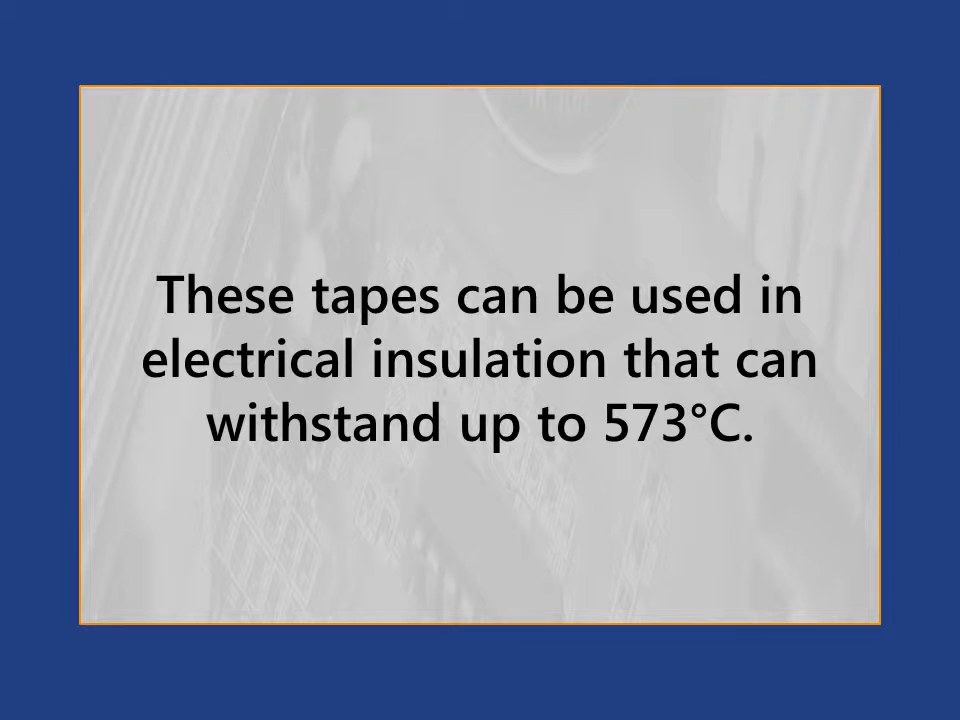 These tapes can be used in
electrical insulation that can
withstand up to 573°C.